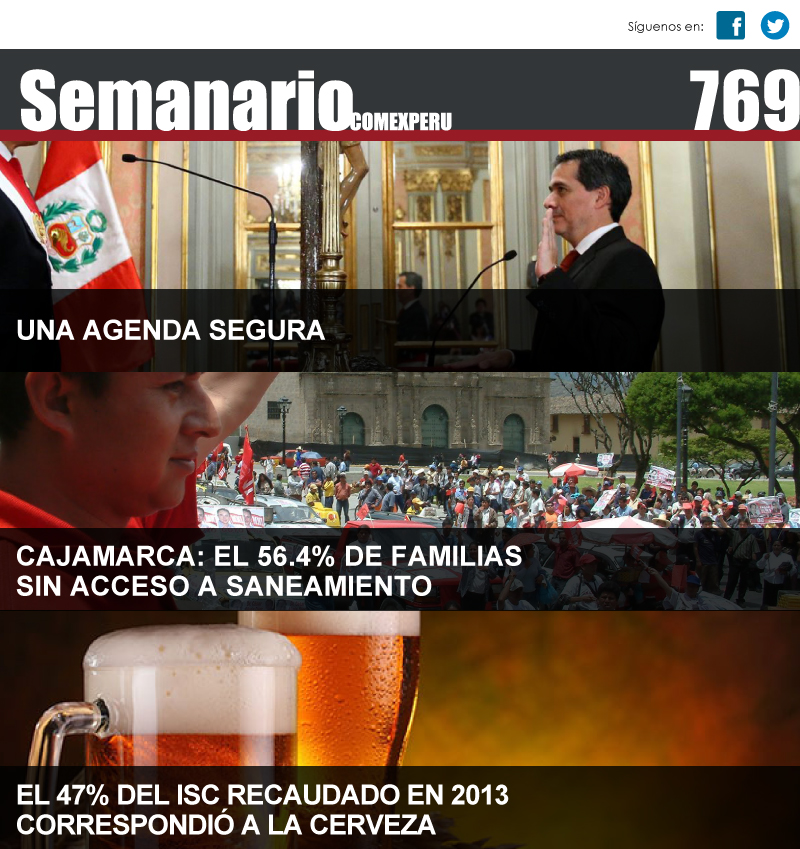 Síguenos en:
Semanario COMEXPERU 769
UNA AGENDA SEGURA
CAJAMARCA: EL 56.4% DE FAMILIAS
SIN ACCESO A SANEAMIENTO
EL 47% DEL ISC RECAUDADO EN 2013
CORRESPONDIÓ A LA CERVEZA